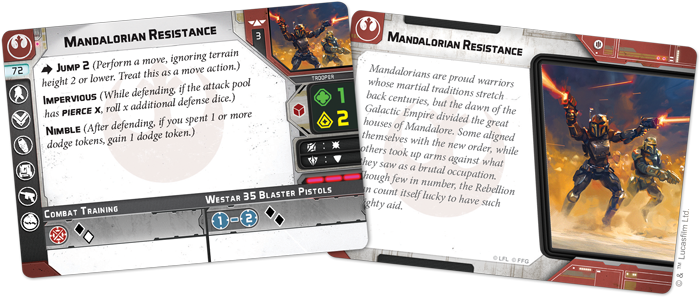 Mandalorian Resistance
72
3
Jump 2 (Perform a move, ignoring terrain
height 2 or lower. Treat this as a move action.)
Impervious (While defending, if the attack pool
has pierce X, roll X additional defense dice.)
Nimble (After defending, if you spent 1 or more
dodge tokens, gain 1 dodge token.)
Trooper
1
2
Combat Training
Westar 35 Blaster Pistols
1-2
Mandalorian Resistance
Mandalorians are proud warriors
whose martial traditions stretch
back centuries, but the dawn of the
Galactic Empire divided the great
houses of Mandalore. Some aligned
themselves with the new order, while
others took up arms against what
they saw as a brutal occupation.
though few in number, the Rebellion
can count itself lucky to have such
ghty aid.
© LFL © FFG
© & ™ Lucasfilm Ltd.